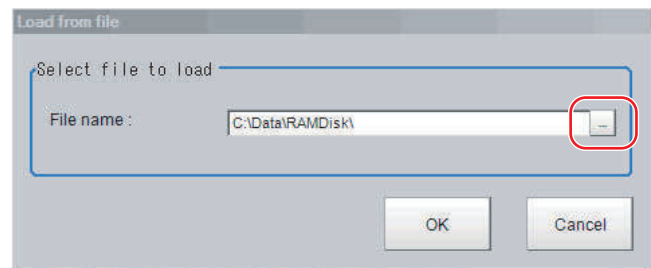 Load from file
Select file to load
File name :
C:\Data\RAMDisk\
...
OK
Cancel